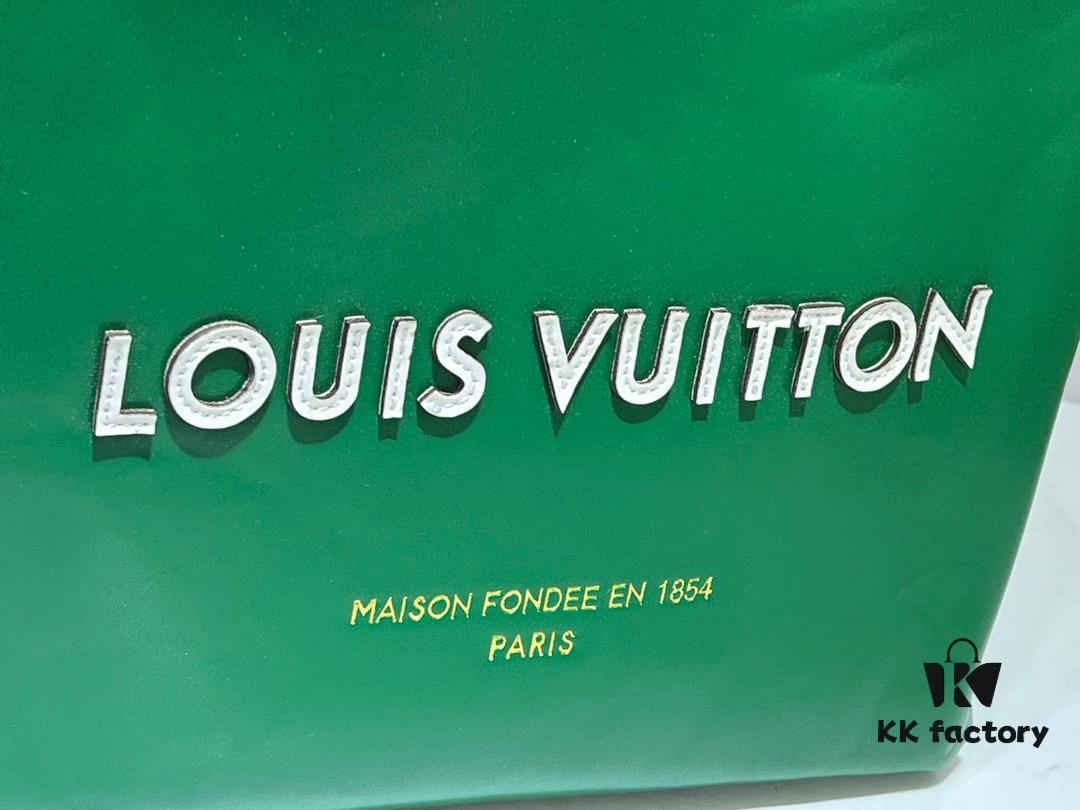 LOUIS VUITTON
MAISON FONDEE EN 1854
PARIS
KK factory